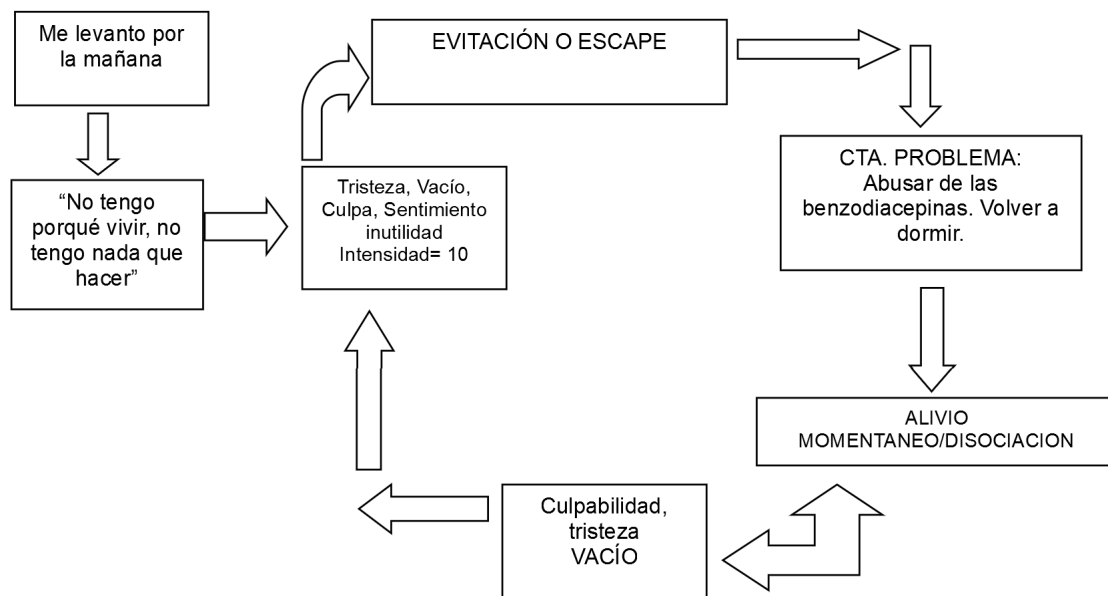 Me levanto por
la mañana
EVITACIÓN O ESCAPE
“No tengo
porqué vivir, no
tengo nada que
hacer”
Tristeza, Vacío,
Culpa, Sentimiento
inutilidad
Intensidad= 10
CTA. PROBLEMA:
Abusar de las
benzodiacepinas. Volver a
dormir.
ALIVIO
MOMENTANEO/DISOCIACION
Culpabilidad,
tristeza
VACÍO